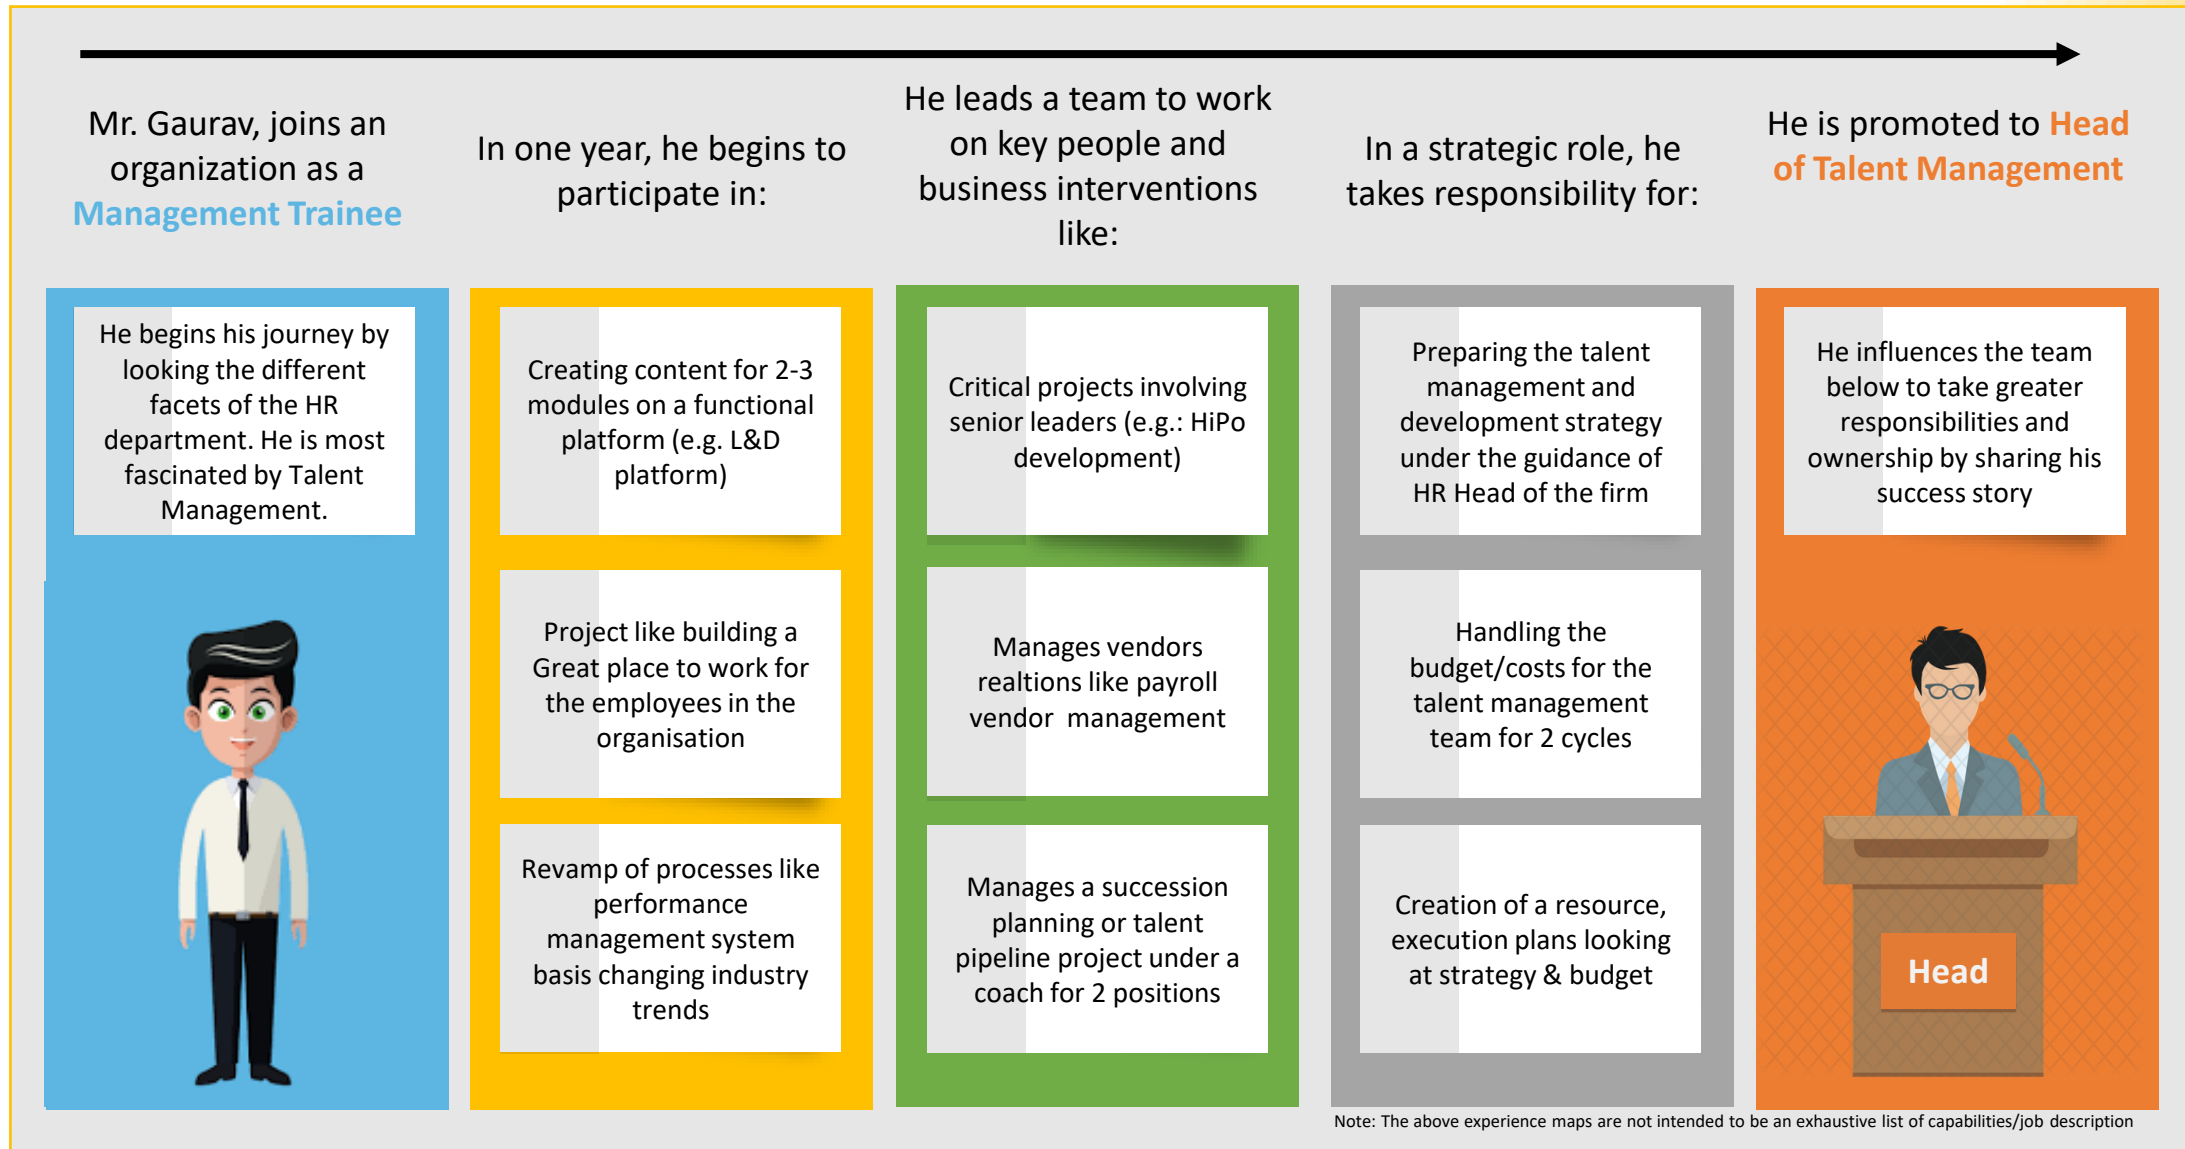 Mr. Gaurav, joins an
organization as a
Management Trainee
He begins his journey by
looking the different
facets of the HR
department. He is most
fascinated by Talent
Management.
In one year, he begins to
participate in:
Creating content for 2-3
modules on a functional
platform (e.g. L&D
platform)
Project like building a
Great place to work for
the employees in the
organisation
Revamp of processes like
performance
management system
basis changing industry
trends
He leads a team to work
on key people and
business interventions
like:
Critical projects involving
senior leaders (e.g.: HiPo
development)
Manages vendors
realtions like payroll
vendor management
Manages a succession
planning or talent
pipeline project under a
coach for 2 positions
In a strategic role, he
takes responsibility for:
Preparing the talent
management and
development strategy
under the guidance of
HR Head of the firm
Handling the
budget/costs for the
talent management
team for 2 cycles
Creation of a resource,
execution plans looking
at strategy & budget
He is promoted to Head
of Talent Management
He influences the team
below to take greater
responsibilities and
ownership by sharing his
success story
Head
Note: The above experience maps are not intended to be an exhaustive list of capabilities/job description